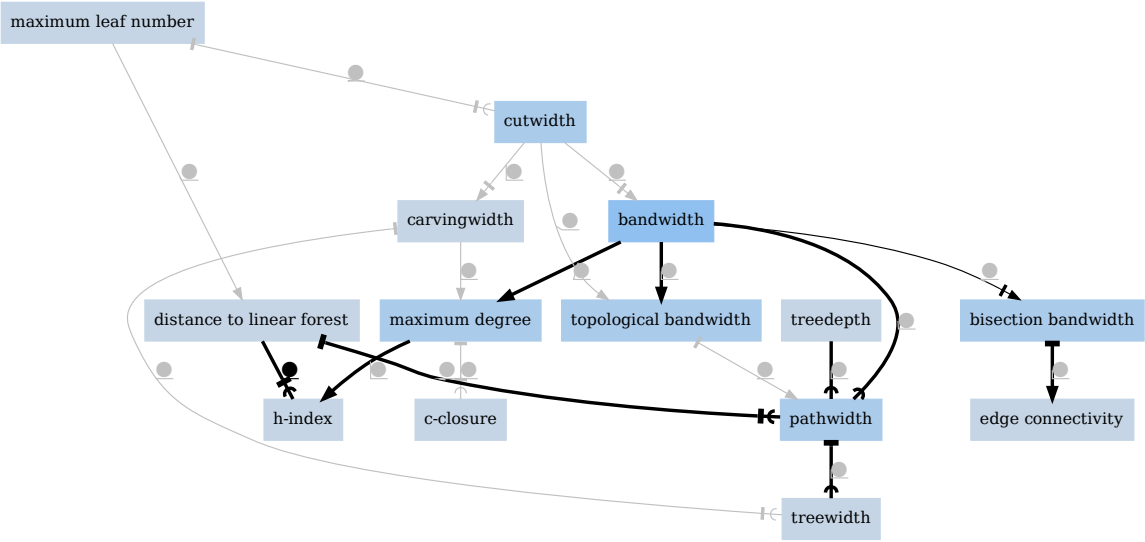 maximum leaf number
cutwidth
carvingwidth
bandwidth
distance to linear forest
maximum degree
topological bandwidth
treedepth
bisection bandwidth
h-index
c-closure
pathwidth
edge connectivity
treewidth